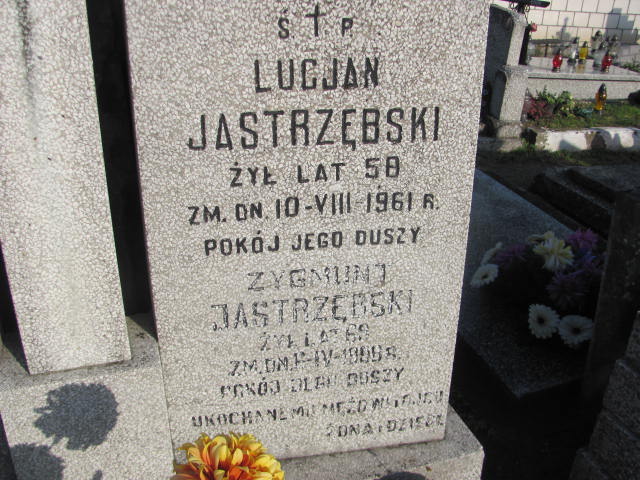 Ś † P
LUCJAN
JASTRZĘBSKI
ŻYŁ LAT 58
ZM. DN. 10-VIII-1961 R.
POKÓJ JEGO DUSZY
ZYGMUNT
JASTRZĘBSKI
ŻYŁ LAT
ZM. DN. R.
POKÓJ JEGO DUSZY
UKOCHANEMU MĘŻOWI I OJCU
ŻONA I DZIECI